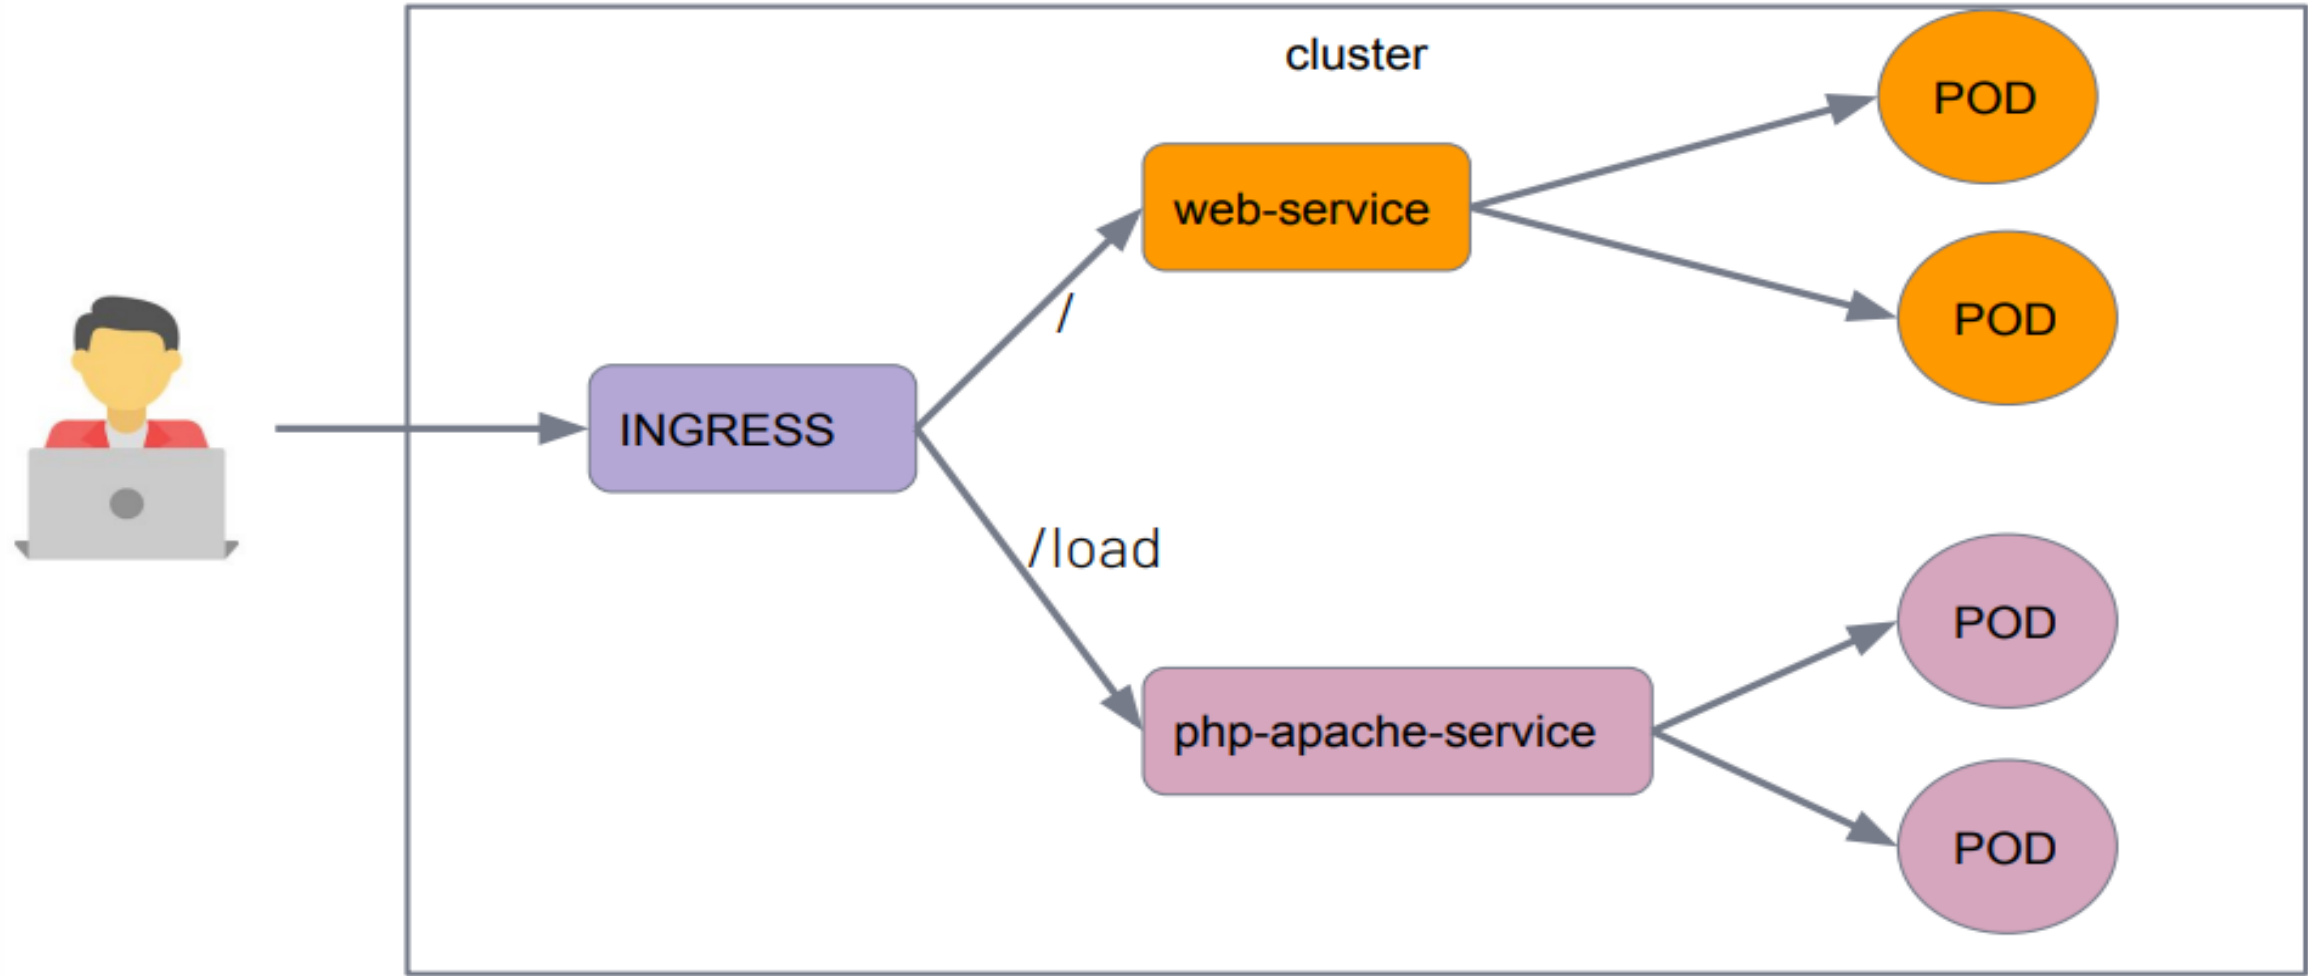 cluster
POD
web-service
POD
/
INGRESS
/load
POD
php-apache-service
POD